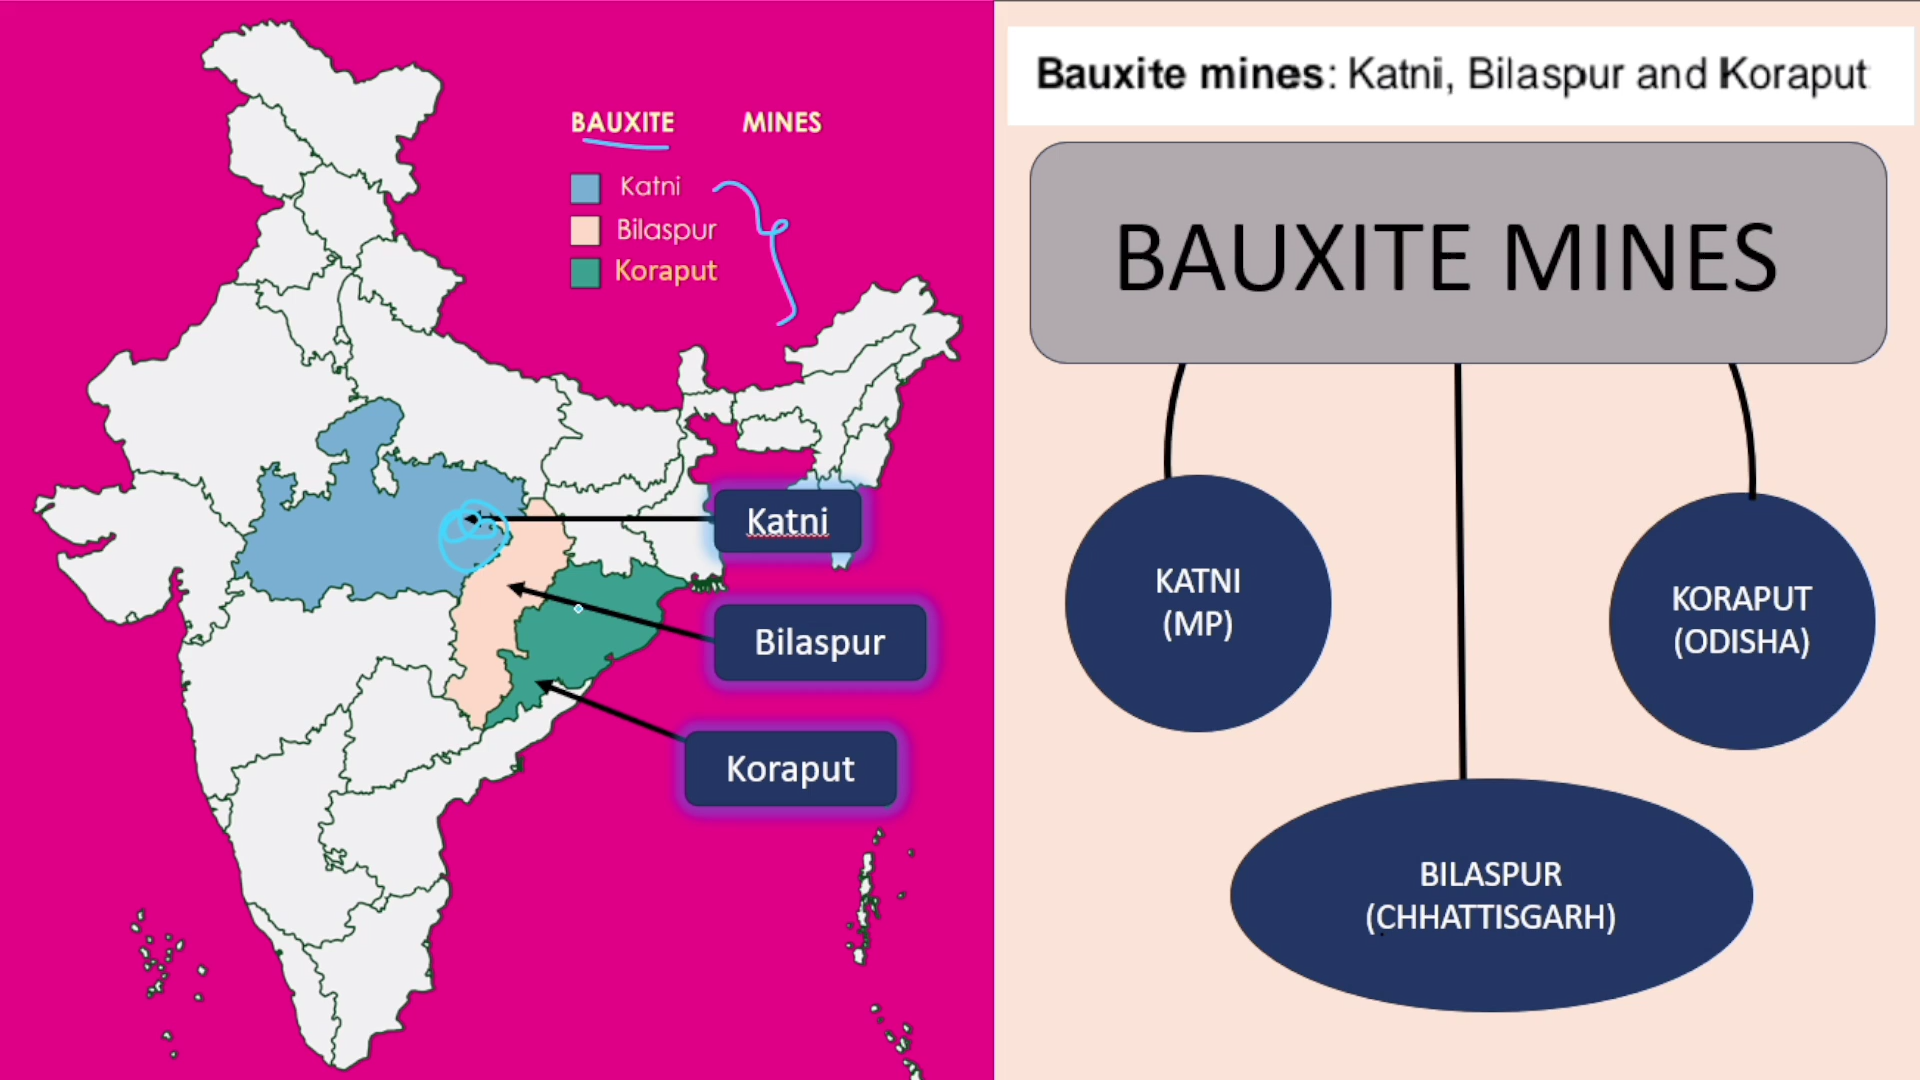 BAUXITE MINES
Katni
Bilaspur
Koraput
Katni
Bilaspur
Koraput
Bauxite mines: Katni, Bilaspur and Koraput
BAUXITE MINES
KATNI
(MP)
KORAPUT
(ODISHA)
BILASPUR
(CHHATTISGARH)